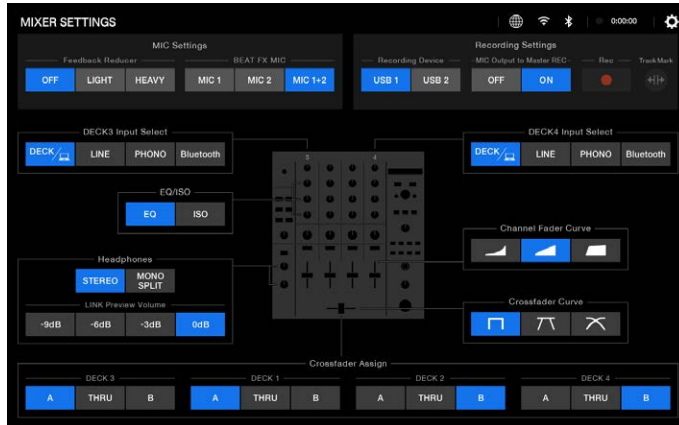 MIXER SETTINGS
0:00:00
MIC Settings
Feedback Reducer
BEAT FX MIC
OFF LIGHT HEAVY MIC 1 MIC 2 MIC 1+2
Recording Settings
Recording Device MIC Output to Master REC Rec Track Mark
USB 1 USB 2 OFF ON
DECK3 Input Select
DECK/ LINE PHONO Bluetooth
DECK4 Input Select
DECK/ LINE PHONO Bluetooth
3 4
EQ/ISO
EQ ISO
Channel Fader Curve
Headphones
STEREO MONO SPLIT
LINK Preview Volume
-9dB -6dB -3dB 0dB
Crossfader Curve
Crossfader Assign
DECK 3 DECK 1 DECK 2 DECK 4
A THRU B A THRU B A THRU B A THRU B